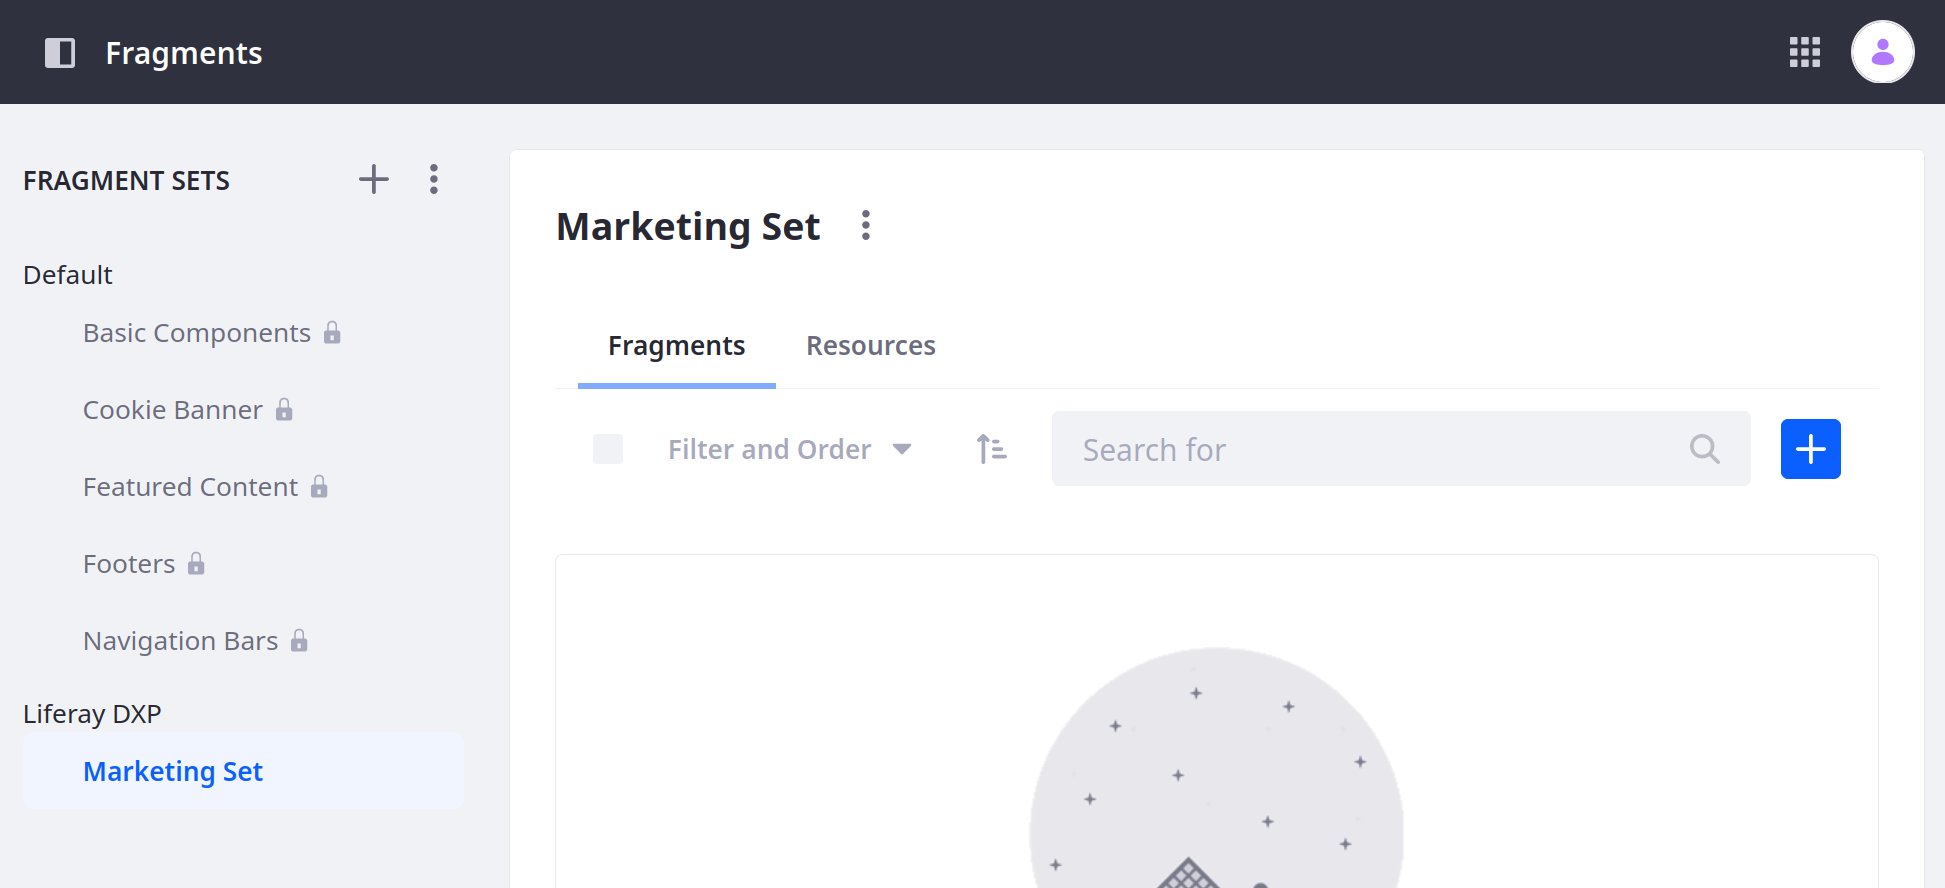 Fragments
FRAGMENT SETS
Default
Basic Components
Cookie Banner
Featured Content
Footers
Navigation Bars
Liferay DXP
Marketing Set
Marketing Set
Fragments Resources
Filter and Order Search for